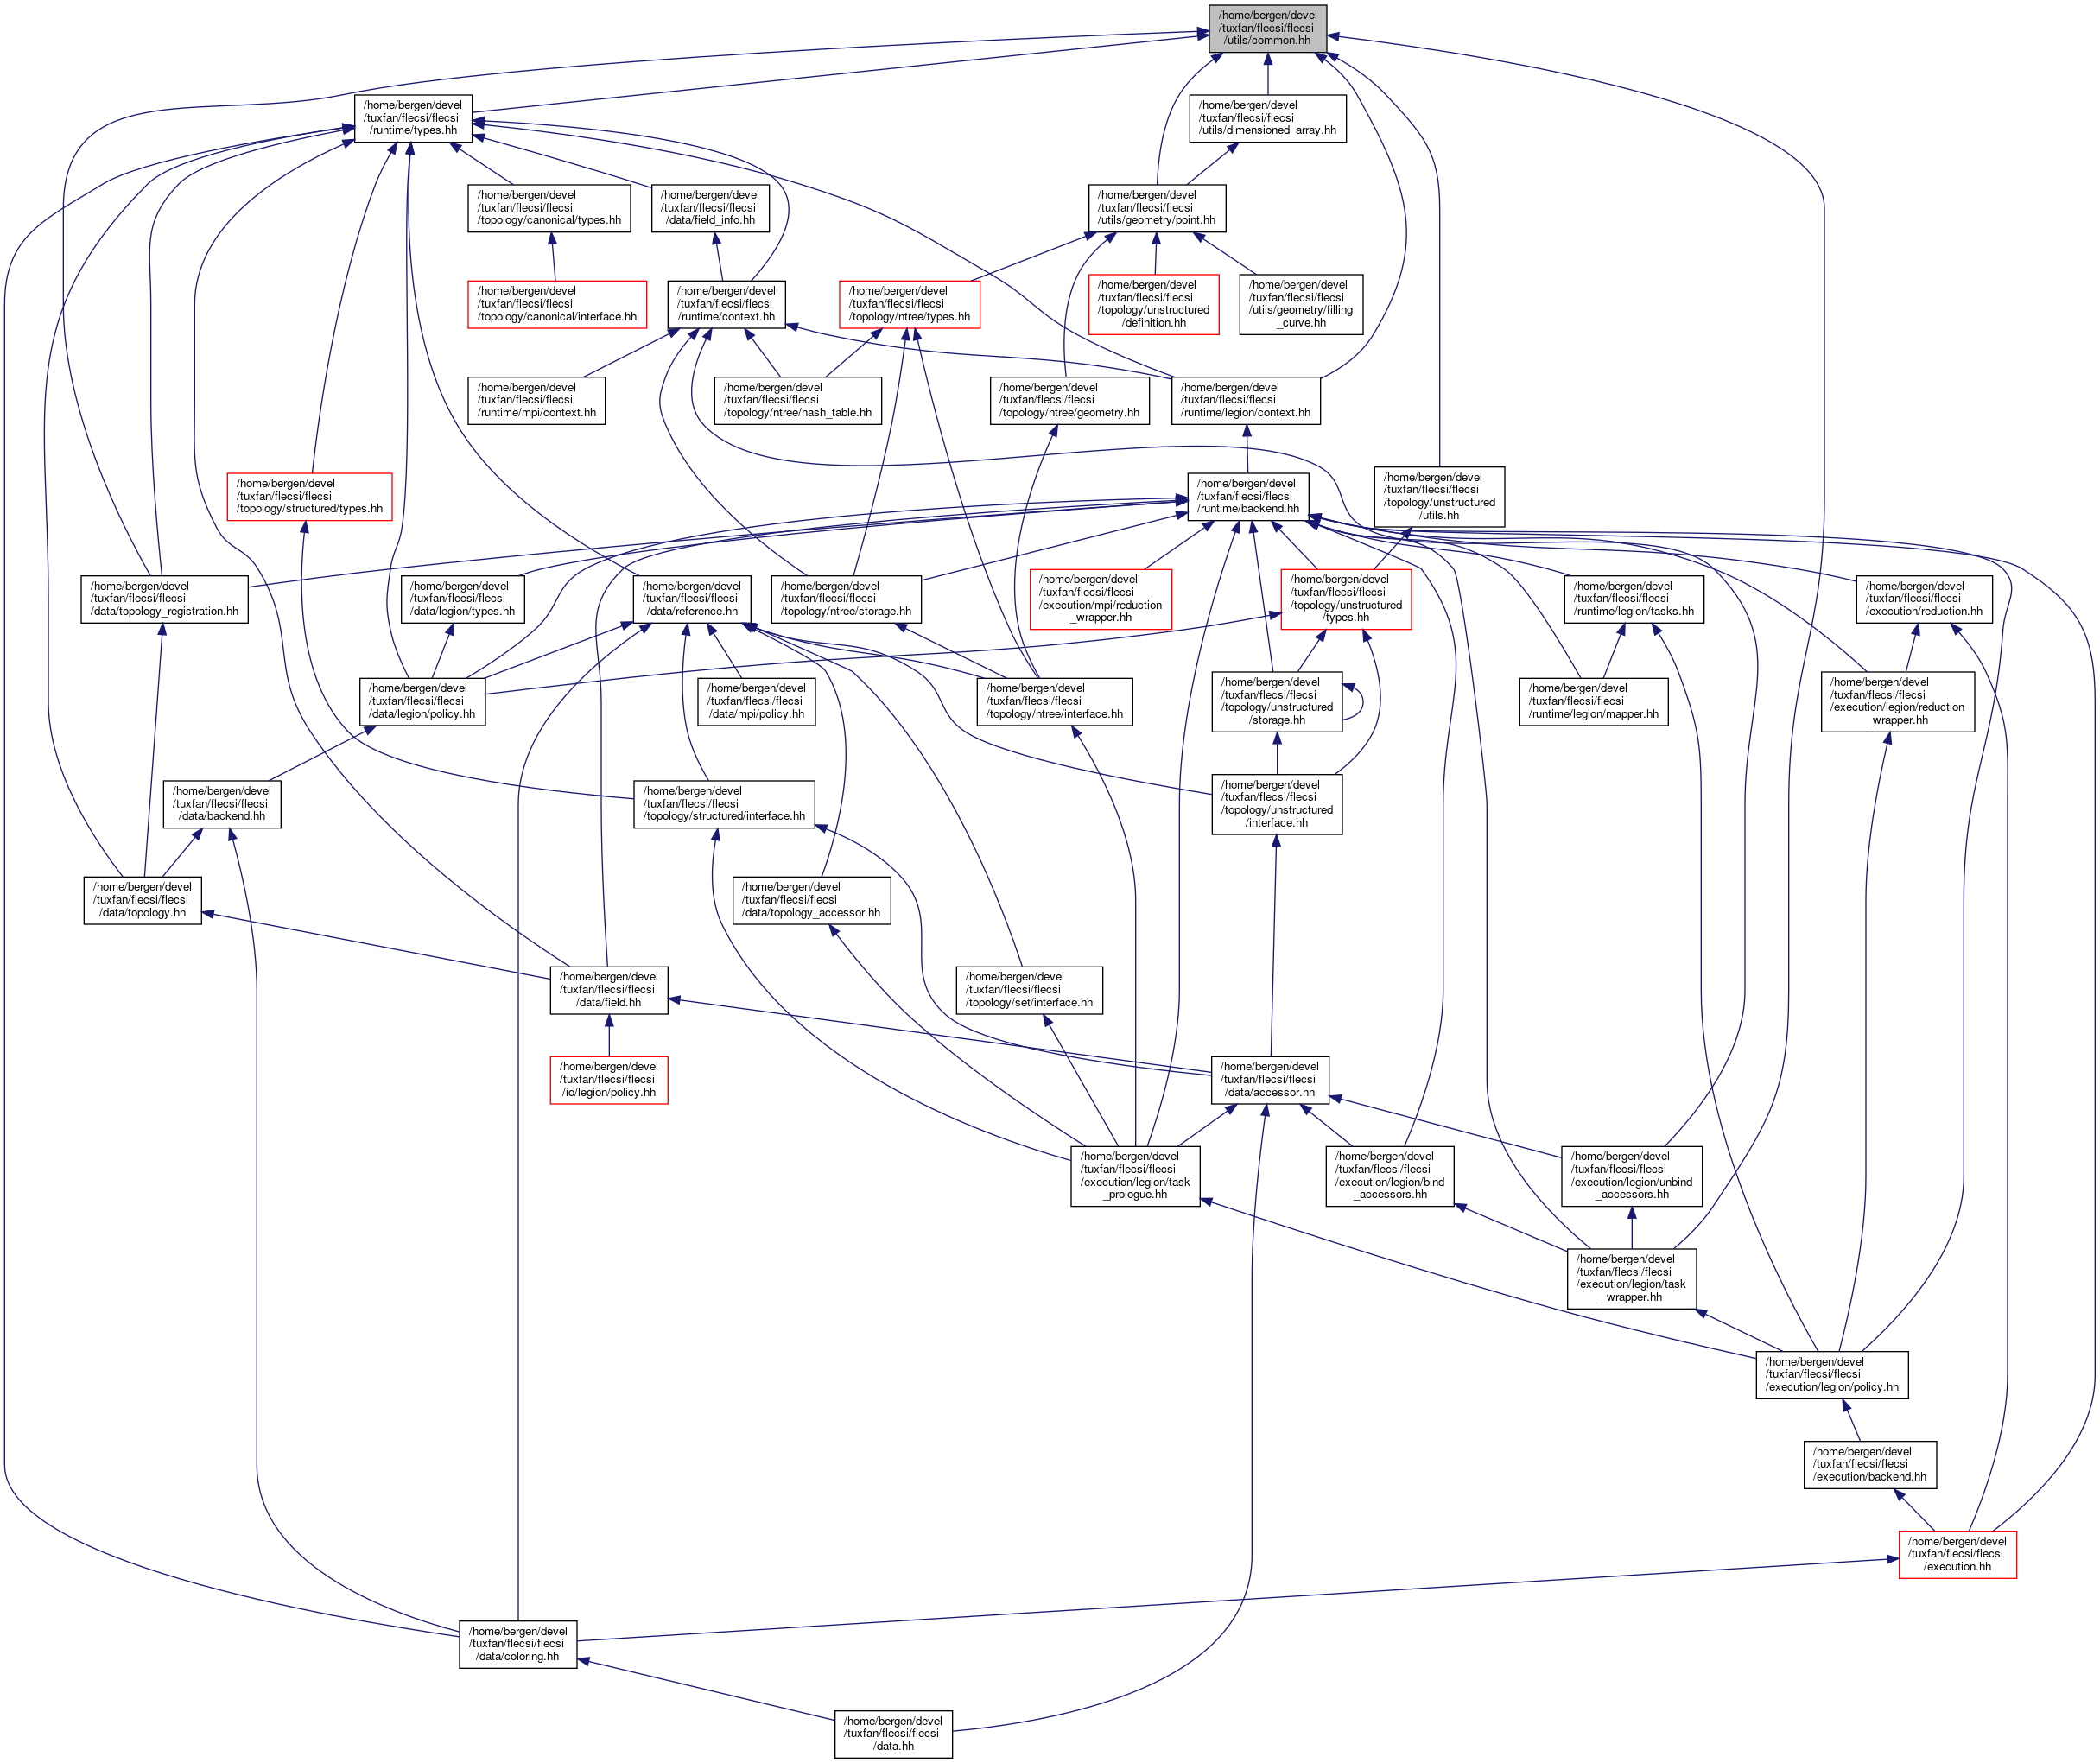 /home/bergen/devel
/tuxfan/flecsi/flecsi
/utils/common.hh
/home/bergen/devel
/tuxfan/flecsi/flecsi
/runtime/types.hh
/home/bergen/devel
/tuxfan/flecsi/flecsi
/utils/dimensioned_array.hh
/home/bergen/devel
/tuxfan/flecsi/flecsi
/topology/canonical/types.hh
/home/bergen/devel
/tuxfan/flecsi/flecsi
/data/field_info.hh
/home/bergen/devel
/tuxfan/flecsi/flecsi
/utils/geometry/point.hh
/home/bergen/devel
/tuxfan/flecsi/flecsi
/topology/canonical/interface.hh
/home/bergen/devel
/tuxfan/flecsi/flecsi
/runtime/context.hh
/home/bergen/devel
/tuxfan/flecsi/flecsi
/topology/ntree/types.hh
/home/bergen/devel
/tuxfan/flecsi/flecsi
/topology/unstructured
/definition.hh
/home/bergen/devel
/tuxfan/flecsi/flecsi
/utils/geometry/filling
_curve.hh
/home/bergen/devel
/tuxfan/flecsi/flecsi
/runtime/mpi/context.hh
/home/bergen/devel
/tuxfan/flecsi/flecsi
/topology/ntree/hash_table.hh
/home/bergen/devel
/tuxfan/flecsi/flecsi
/topology/ntree/geometry.hh
/home/bergen/devel
/tuxfan/flecsi/flecsi
/runtime/legion/context.hh
/home/bergen/devel
/tuxfan/flecsi/flecsi
/topology/structured/types.hh
/home/bergen/devel
/tuxfan/flecsi/flecsi
/runtime/backend.hh
/home/bergen/devel
/tuxfan/flecsi/flecsi
/topology/unstructured
/utils.hh
/home/bergen/devel
/tuxfan/flecsi/flecsi
/data/topology_registration.hh
/home/bergen/devel
/tuxfan/flecsi/flecsi
/data/legion/types.hh
/home/bergen/devel
/tuxfan/flecsi/flecsi
/data/reference.hh
/home/bergen/devel
/tuxfan/flecsi/flecsi
/topology/ntree/storage.hh
/home/bergen/devel
/tuxfan/flecsi/flecsi
/execution/mpi/reduction
_wrapper.hh
/home/bergen/devel
/tuxfan/flecsi/flecsi
/topology/unstructured
/types.hh
/home/bergen/devel
/tuxfan/flecsi/flecsi
/runtime/legion/tasks.hh
/home/bergen/devel
/tuxfan/flecsi/flecsi
/execution/reduction.hh
/home/bergen/devel
/tuxfan/flecsi/flecsi
/data/legion/policy.hh
/home/bergen/devel
/tuxfan/flecsi/flecsi
/data/mpi/policy.hh
/home/bergen/devel
/tuxfan/flecsi/flecsi
/topology/ntree/interface.hh
/home/bergen/devel
/tuxfan/flecsi/flecsi
/topology/unstructured
/storage.hh
/home/bergen/devel
/tuxfan/flecsi/flecsi
/runtime/legion/mapper.hh
/home/bergen/devel
/tuxfan/flecsi/flecsi
/execution/legion/reduction
_wrapper.hh
/home/bergen/devel
/tuxfan/flecsi/flecsi
/data/backend.hh
/home/bergen/devel
/tuxfan/flecsi/flecsi
/topology/structured/interface.hh
/home/bergen/devel
/tuxfan/flecsi/flecsi
/topology/unstructured
/interface.hh
/home/bergen/devel
/tuxfan/flecsi/flecsi
/data/topology.hh
/home/bergen/devel
/tuxfan/flecsi/flecsi
/data/topology_accessor.hh
/home/bergen/devel
/tuxfan/flecsi/flecsi
/data/field.hh
/home/bergen/devel
/tuxfan/flecsi/flecsi
/topology/set/interface.hh
/home/bergen/devel
/tuxfan/flecsi/flecsi
/io/legion/policy.hh
/home/bergen/devel
/tuxfan/flecsi/flecsi
/data/accessor.hh
/home/bergen/devel
/tuxfan/flecsi/flecsi
/execution/legion/task
_prologue.hh
/home/bergen/devel
/tuxfan/flecsi/flecsi
/execution/legion/bind
_accessors.hh
/home/bergen/devel
/tuxfan/flecsi/flecsi
/execution/legion/unbind
_accessors.hh
/home/bergen/devel
/tuxfan/flecsi/flecsi
/execution/legion/task
_wrapper.hh
/home/bergen/devel
/tuxfan/flecsi/flecsi
/execution/legion/policy.hh
/home/bergen/devel
/tuxfan/flecsi/flecsi
/execution/backend.hh
/home/bergen/devel
/tuxfan/flecsi/flecsi
/execution.hh
/home/bergen/devel
/tuxfan/flecsi/flecsi
/data/coloring.hh
/home/bergen/devel
/tuxfan/flecsi/flecsi
/data.hh